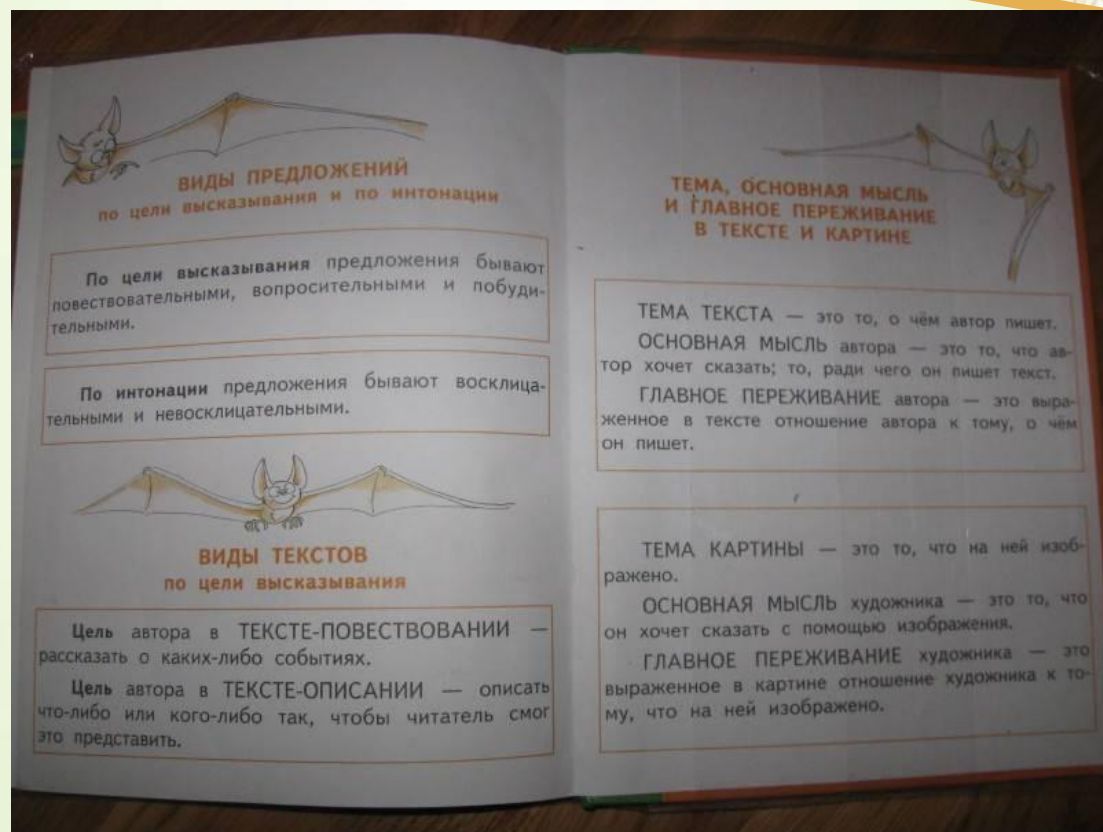 ВИДЫ ПРЕДЛОЖЕНИЙ
по цели высказывания и по интонации
По цели высказывания предложения бывают
повествовательными, вопросительными и побуди-
тельными.
По интонации предложения бывают восклица-
тельными и невосклицательными.
ВИДЫ ТЕКСТОВ
по цели высказывания
Цель автора в ТЕКСТЕ-ПОВЕСТВОВАНИИ —
рассказать о каких-либо событиях.
Цель автора в ТЕКСТЕ-ОПИСАНИИ — описать
что-либо или кого-либо так, чтобы читатель смог
это представить.
ТЕМА, ОСНОВНАЯ МЫСЛЬ
И ГЛАВНОЕ ПЕРЕЖИВАНИЕ
В ТЕКСТЕ И КАРТИНЕ
ТЕМА ТЕКСТА — это то, о чём автор пишет.
ОСНОВНАЯ МЫСЛЬ автора — это то, что ав-
тор хочет сказать; то, ради чего он пишет текст.
ГЛАВНОЕ ПЕРЕЖИВАНИЕ автора — это выра-
женное в тексте отношение автора к тому, о чём
он пишет.
ТЕМА КАРТИНЫ — это то, что на ней изоб-
ражено.
ОСНОВНАЯ МЫСЛЬ художника — это то, что
он хочет сказать с помощью изображения.
ГЛАВНОЕ ПЕРЕЖИВАНИЕ художника — это
выраженное в картине отношение художника к то-
му, что на ней изображено.